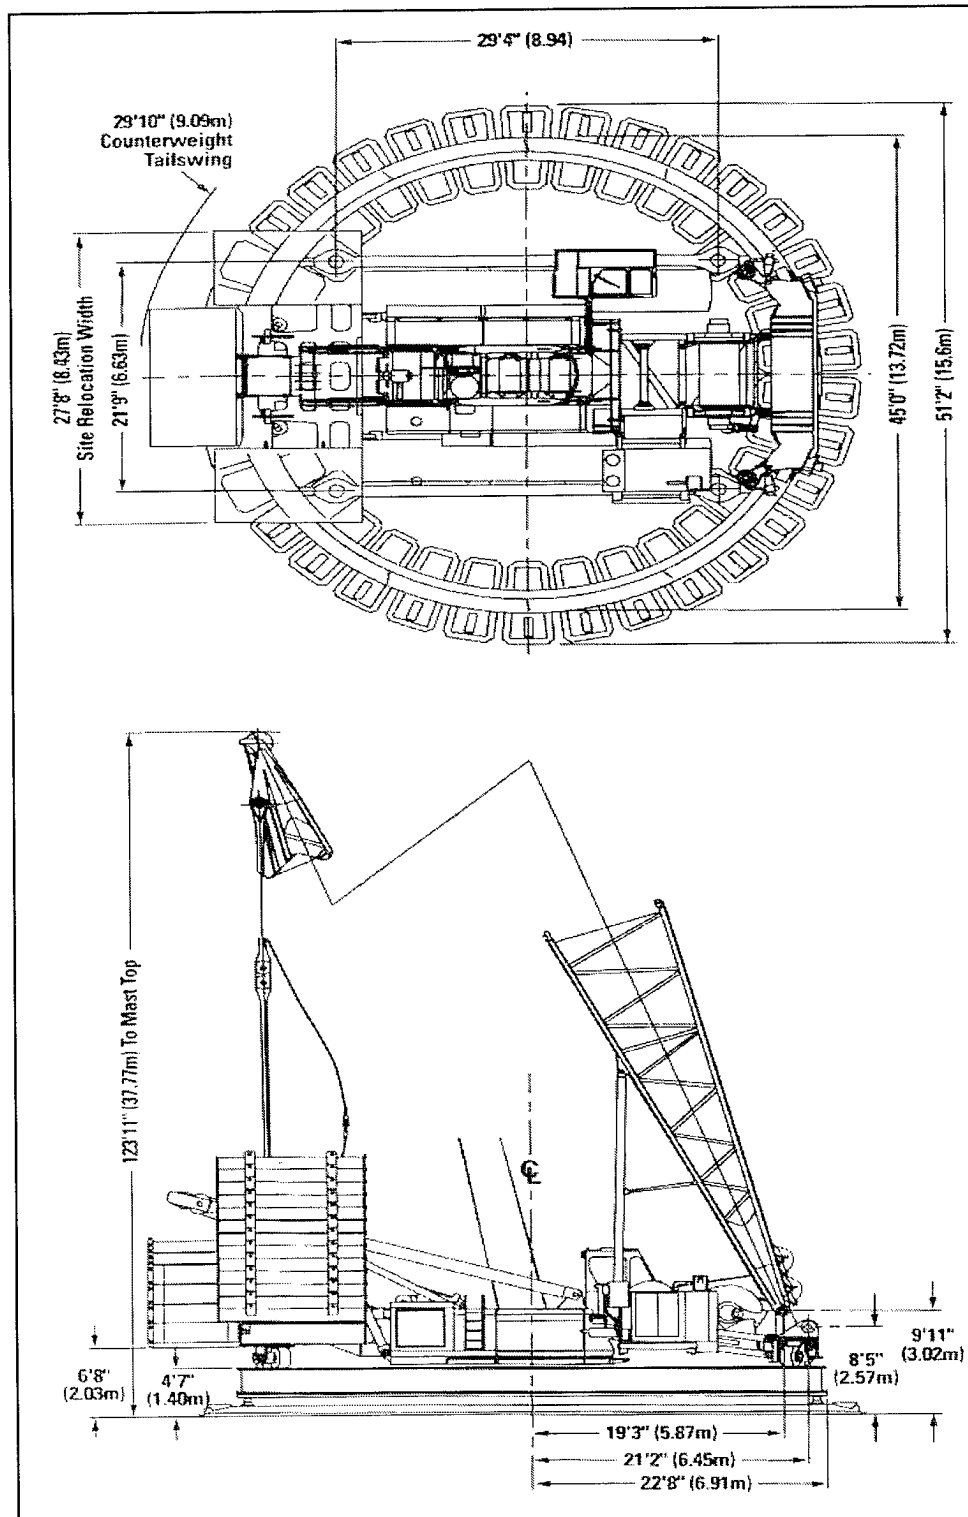 29'4" (8.94)
29'10" (9.09m)
Counterweight
Tailswing
27'8" (8.43m)
Site Relocation Width
21'9" (6.63m)
45'0" (13.72m)
51'2" (15.6m)
123'11" (37.77m) To Mast Top
CL
6'8"
(2.03m)
4'7"
(1.40m)
9'11"
(3.02m)
8'5"
(2.57m)
19'3" (5.87m)
21'2" (6.45m)
22'8" (6.91m)